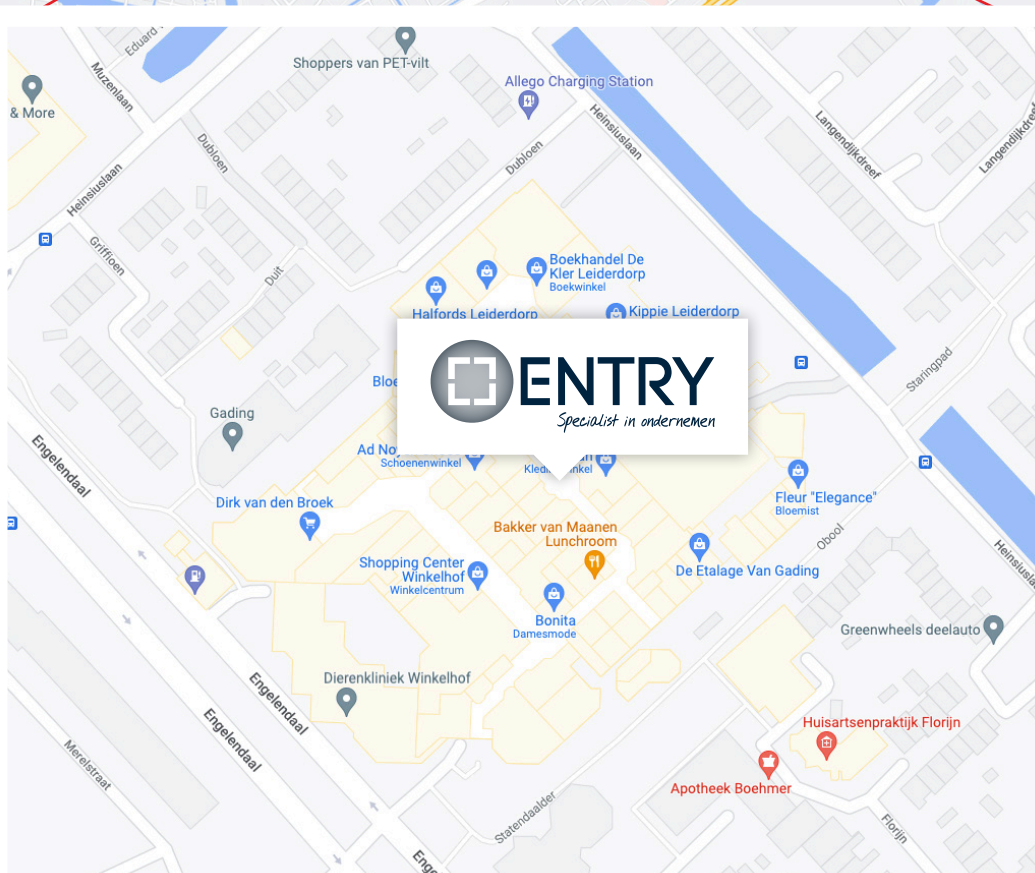 Eduard
Shoppers van PET-vilt
Muzenlaan
& More
Allego Charging Station
Heinsiuslaan
Langendijkdreef
Langendijkdreef
Dubloen
Dubloen
Heinsiuslaan
Griffioen
Duit
Boekhandel De
Kler Leiderdorp
Boekwinkel
Halfords Leiderdorp
Kippie Leiderdorp
ENTRY
Specialist in ondernemen
Staringpad
Gading
Engelendaal
Ad
Schoenenwinkel
Dirk van den Broek
Fleur "Elegance"
Bloemist
Bakker van Maanen
Lunchroom
Obool
Heinsiuslaan
Shopping Center
Winkelhof
Winkelcentrum
De Etalage Van Gading
Bonita
Damesmode
Greenwheels deelauto
Dierenkliniek Winkelhof
Engelendaal
Engelendaal
Huisartsenpraktijk Florijn
Merelstraat
Apotheek Boehmer
Statendaalder
Florijn